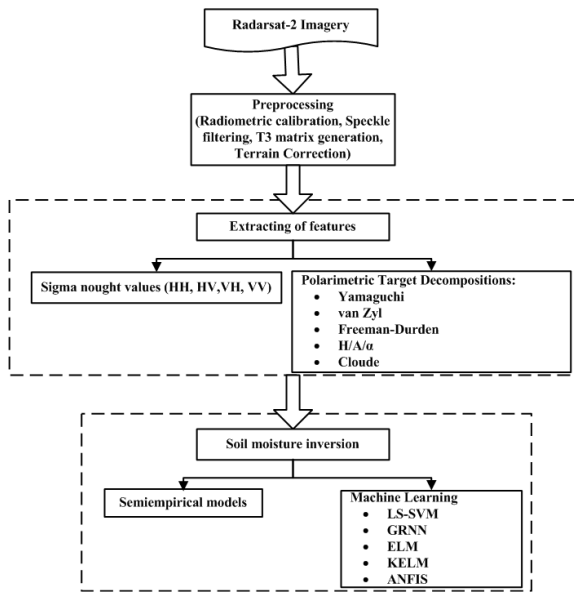 Radarsat-2 Imagery
Preprocessing
(Radiometric calibration, Speckle
filtering, T3 matrix generation,
Terrain Correction)
Extracting of features
Sigma nought values (HH, HV,VH, VV)
Polarimetric Target Decompositions:
• Yamaguchi
• van Zyl
• Freeman-Durden
• H/A/α
• Cloude
Soil moisture inversion
Semiempirical models
Machine Learning
• LS-SVM
• GRNN
• ELM
• KELM
• ANFIS